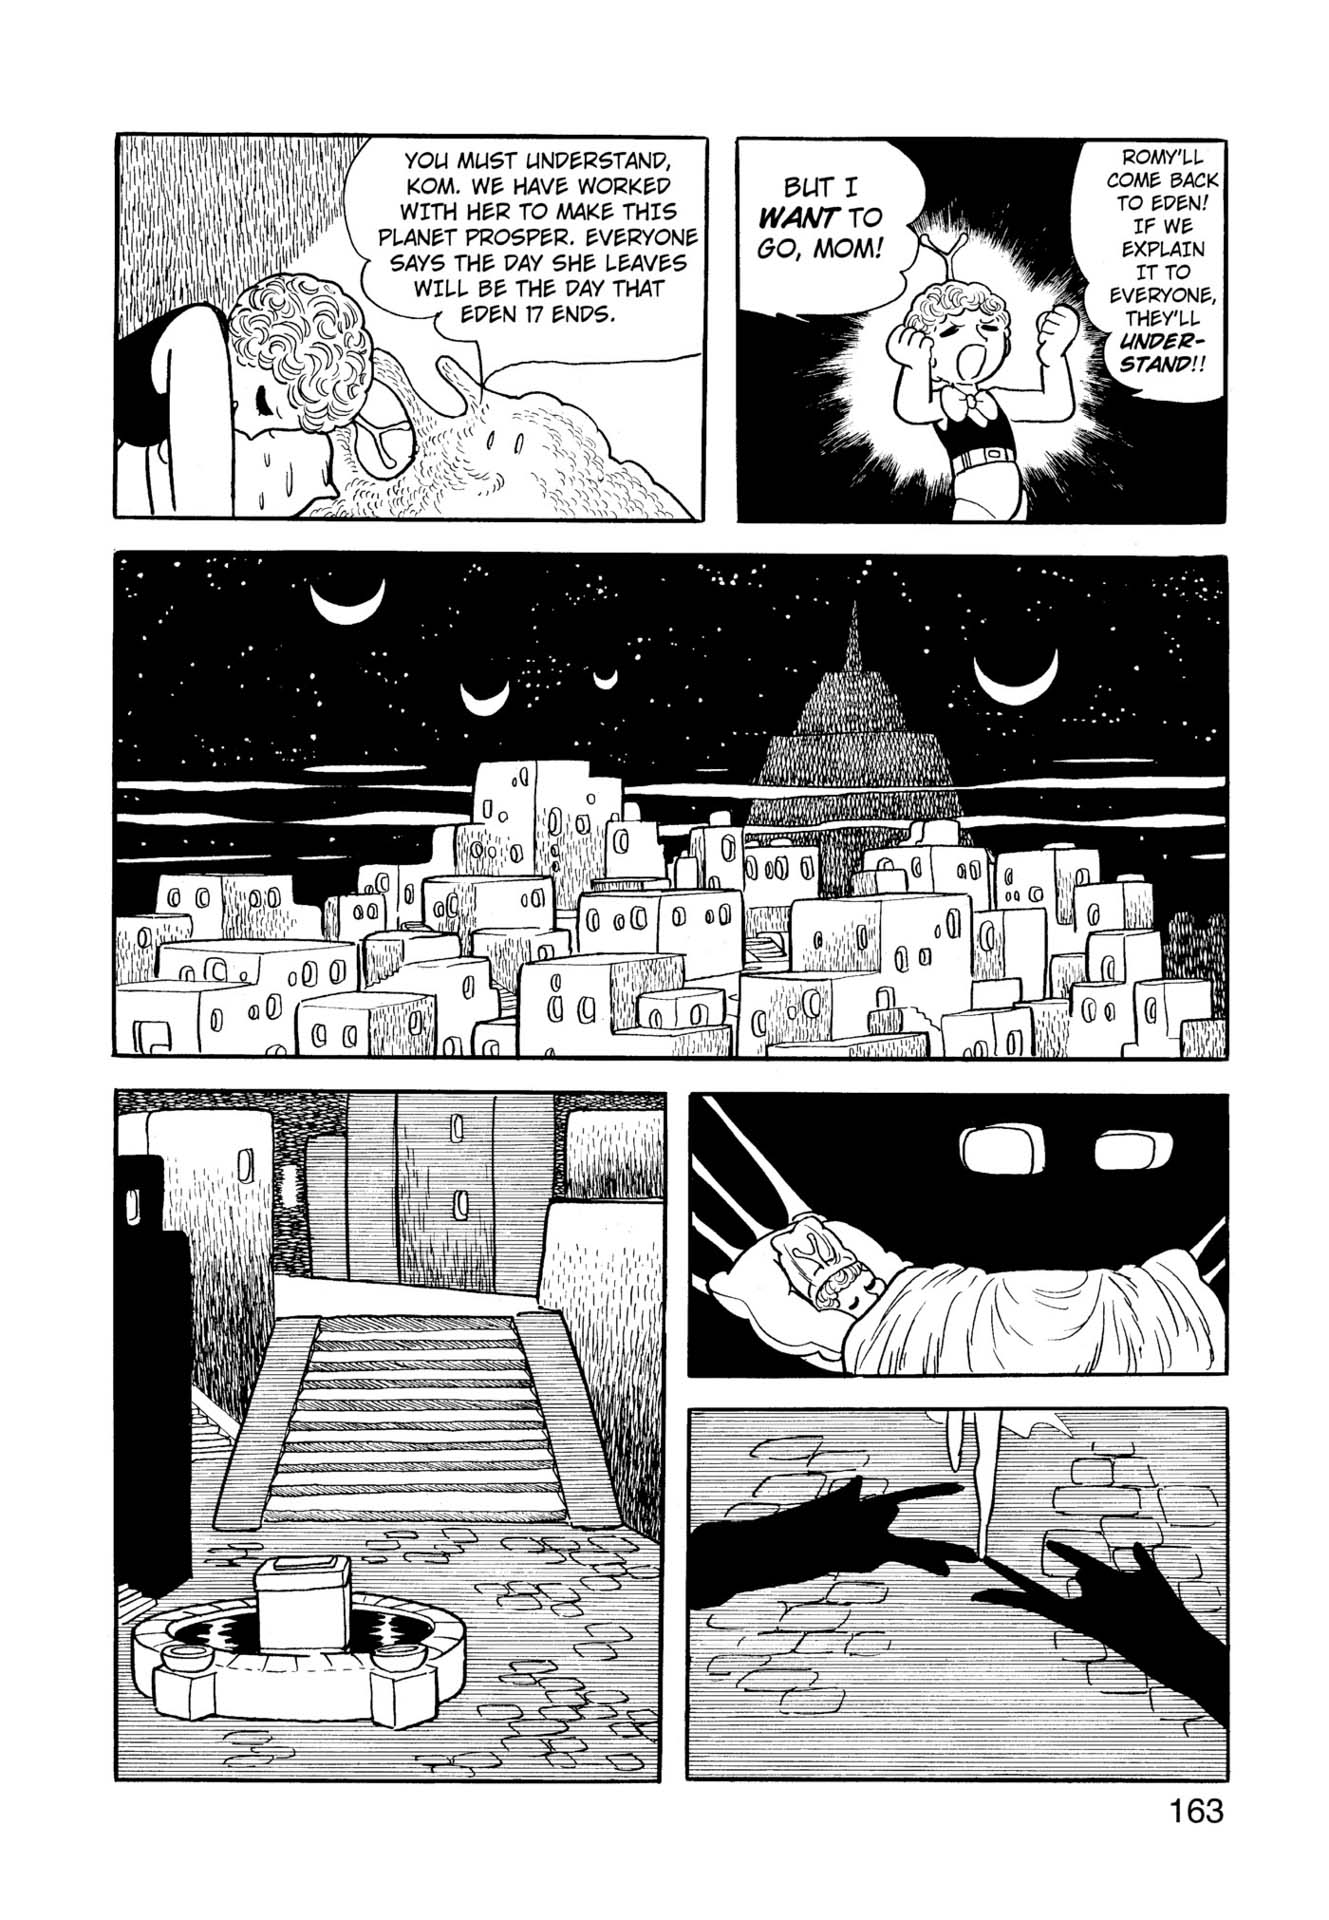 YOU MUST UNDERSTAND,
KOM. WE HAVE WORKED
WITH HER TO MAKE THIS
PLANET PROSPER. EVERYONE
SAYS THE DAY SHE LEAVES
WILL BE THE DAY THAT
EDEN 17 ENDS.
BUT I
WANT TO
GO, MOM!
ROMY'LL
COME BACK
TO EDEN!
IF WE
EXPLAIN
IT TO
EVERYONE,
THEY'LL
UNDER-
STAND!!
163